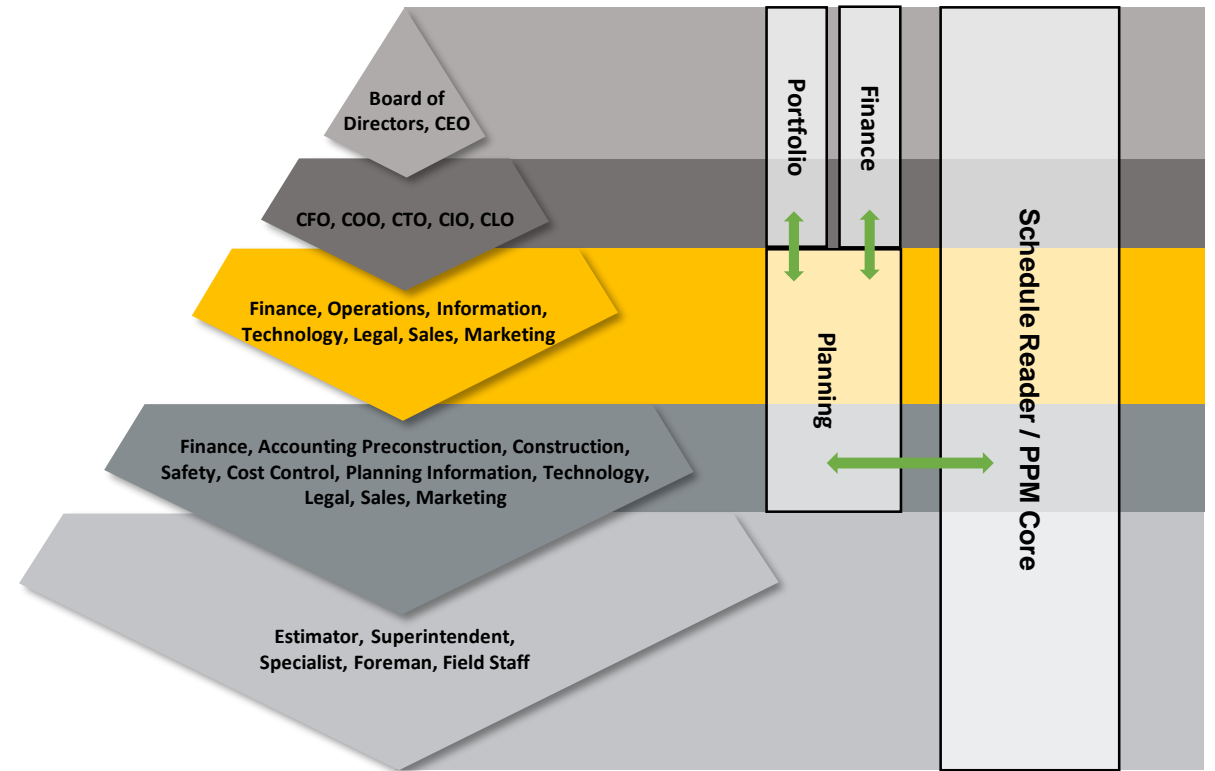 Board of
Directors, CEO
CFO, COO, CTO, CIO, CLO
Finance, Operations, Information,
Technology, Legal, Sales, Marketing
Finance, Accounting Preconstruction, Construction,
Safety, Cost Control, Planning Information, Technology,
Legal, Sales, Marketing
Estimator, Superintendent,
Specialist, Foreman, Field Staff
Portfolio
Finance
Planning
Schedule Reader / PPM Core